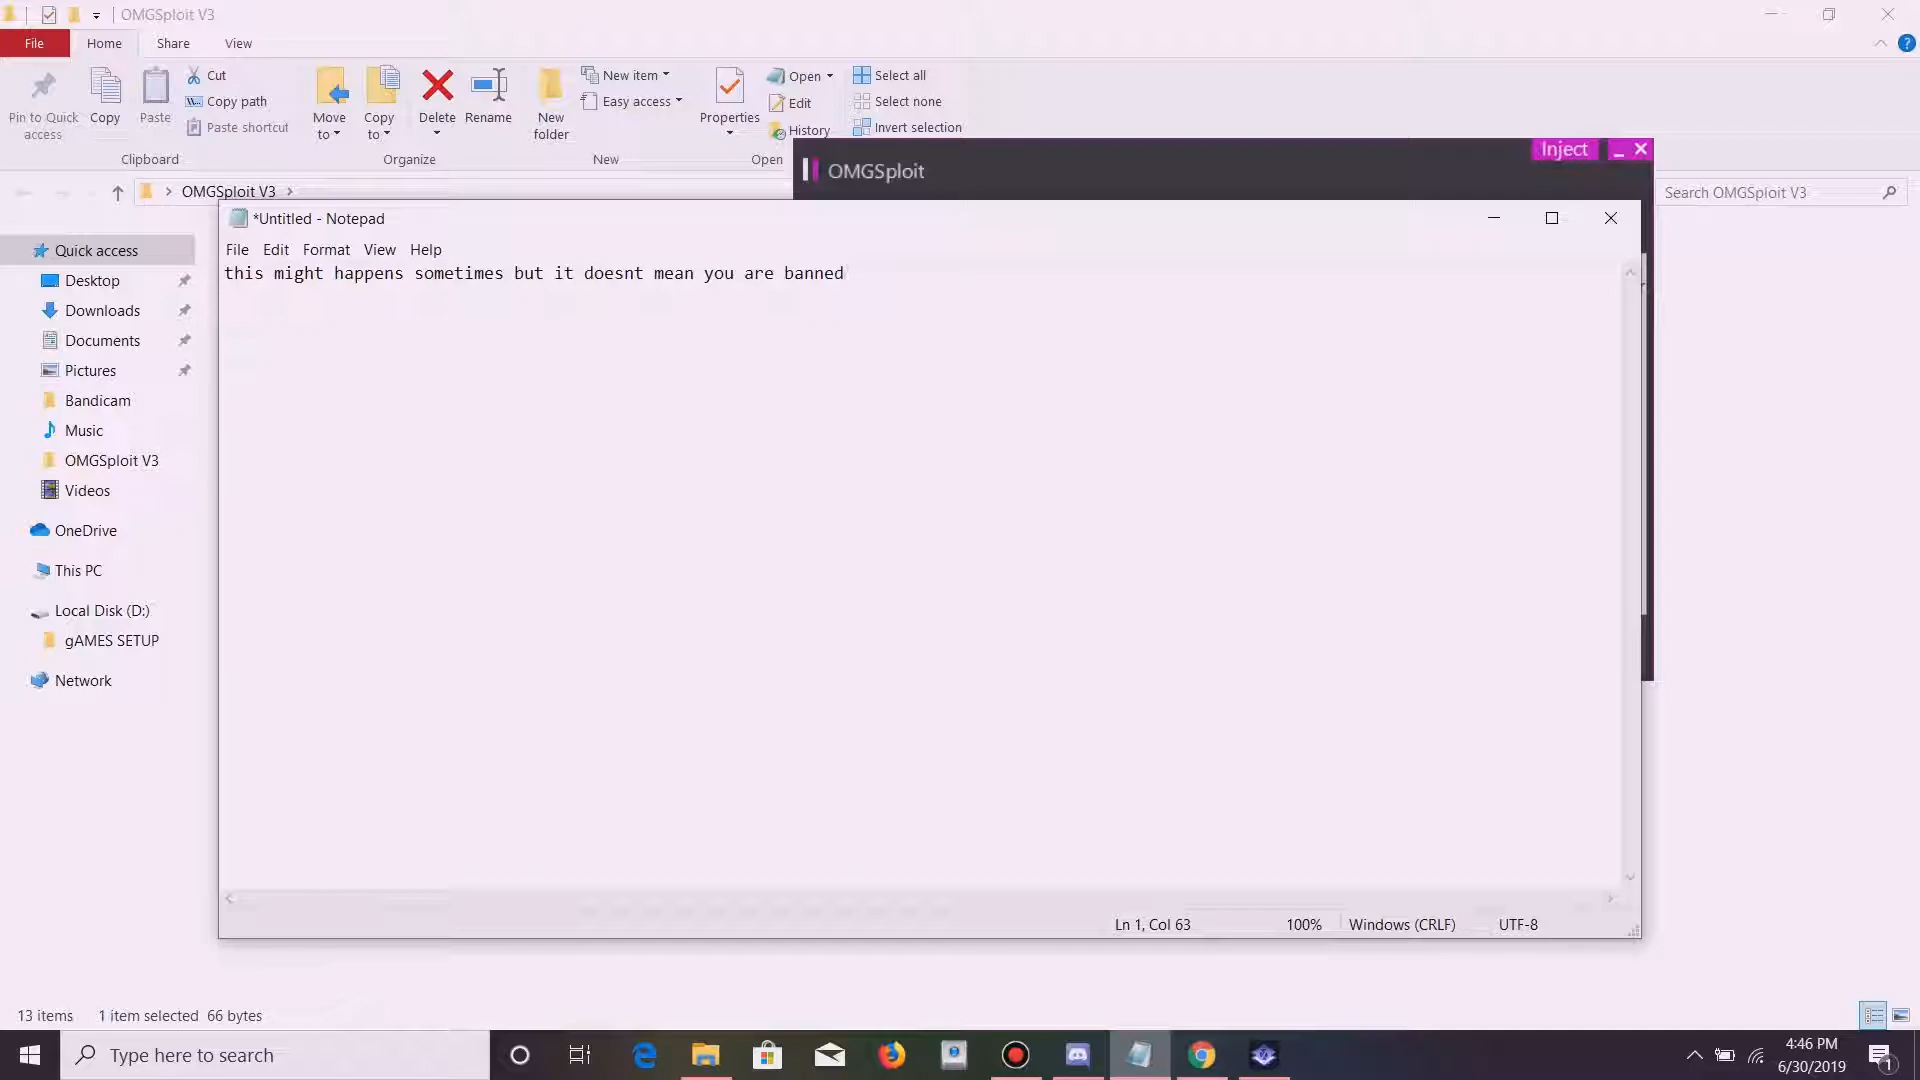 OMGSploit V3
File Home Share View
Pin to Quick access
Copy
Paste
Cut
Copy path
Paste shortcut
Clipboard
Move to
Copy to
Delete
Rename
Organize
New folder
New item
Easy access
New
Properties
Open
Edit
History
Open
Select all
Select none
Invert selection
Inject
OMGSploit
OMGSploit V3
Search OMGSploit V3
*Untitled - Notepad
File Edit Format View Help
this might happens sometimes but it doesnt mean you are banned
Quick access
Desktop
Downloads
Documents
Pictures
Bandicam
Music
OMGSploit V3
Videos
OneDrive
This PC
Local Disk (D:)
gAMES SETUP
Network
Ln 1, Col 63 100% Windows (CRLF) UTF-8
13 items 1 item selected 66 bytes
Type here to search
4:46 PM
6/30/2019
1